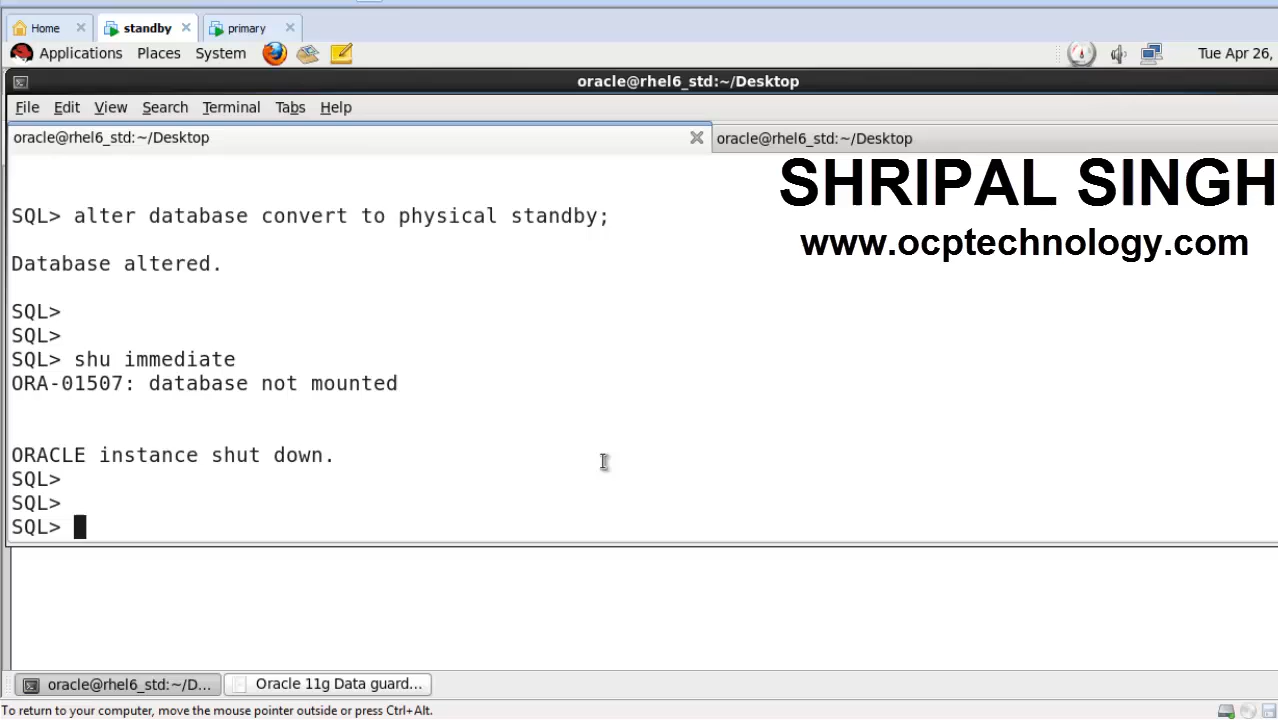 Home
standby
primary
Applications Places System
Tue Apr 26,
oracle@rhel6_std:~/Desktop
File Edit View Search Terminal Tabs Help
oracle@rhel6_std:~/Desktop
oracle@rhel6_std:~/Desktop
SHRIPAL SINGH
www.ocptechnology.com
SQL> alter database convert to physical standby;
Database altered.
SQL>
SQL>
SQL> shu immediate
ORA-01507: database not mounted
ORACLE instance shut down.
SQL>
SQL>
SQL>
oracle@rhel6_std:~/D...
Oracle 11g Data guard...
To return to your computer, move the mouse pointer outside or press Ctrl+Alt.